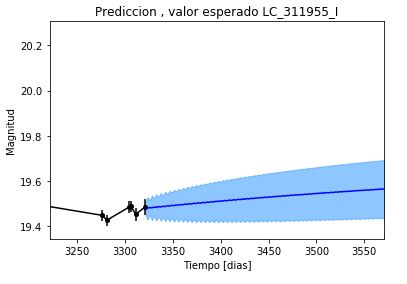 Prediccion , valor esperado LC_311955_I
20.2
20.0
19.8
19.6
19.4
Magnitud
3250 3300 3350 3400 3450 3500 3550
Tiempo [dias]